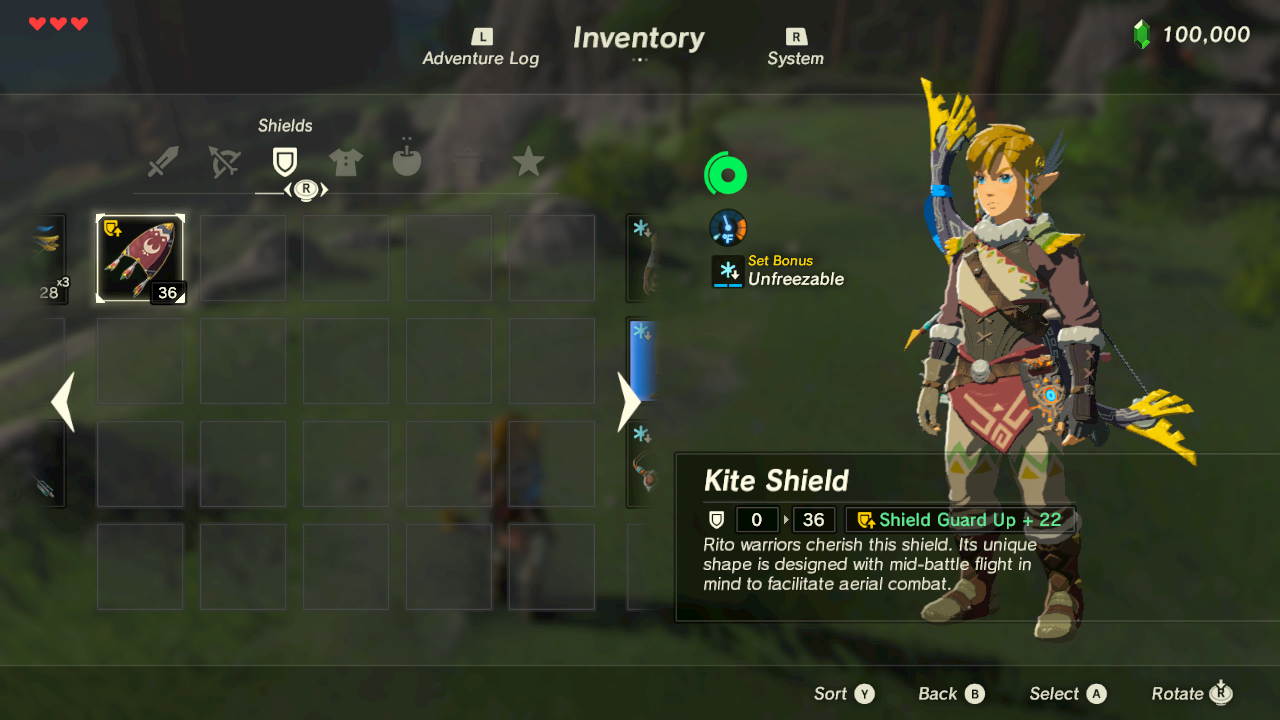 L
Inventory
R
100,000
Adventure Log
System
Shields
R
°F
Set Bonus
Unfreezable
28 x3
36
Kite Shield
0 36 Shield Guard Up + 22
Rito warriors cherish this shield. Its unique
shape is designed with mid-battle flight in
mind to facilitate aerial combat.
Sort Y
Back B
Select A
Rotate R